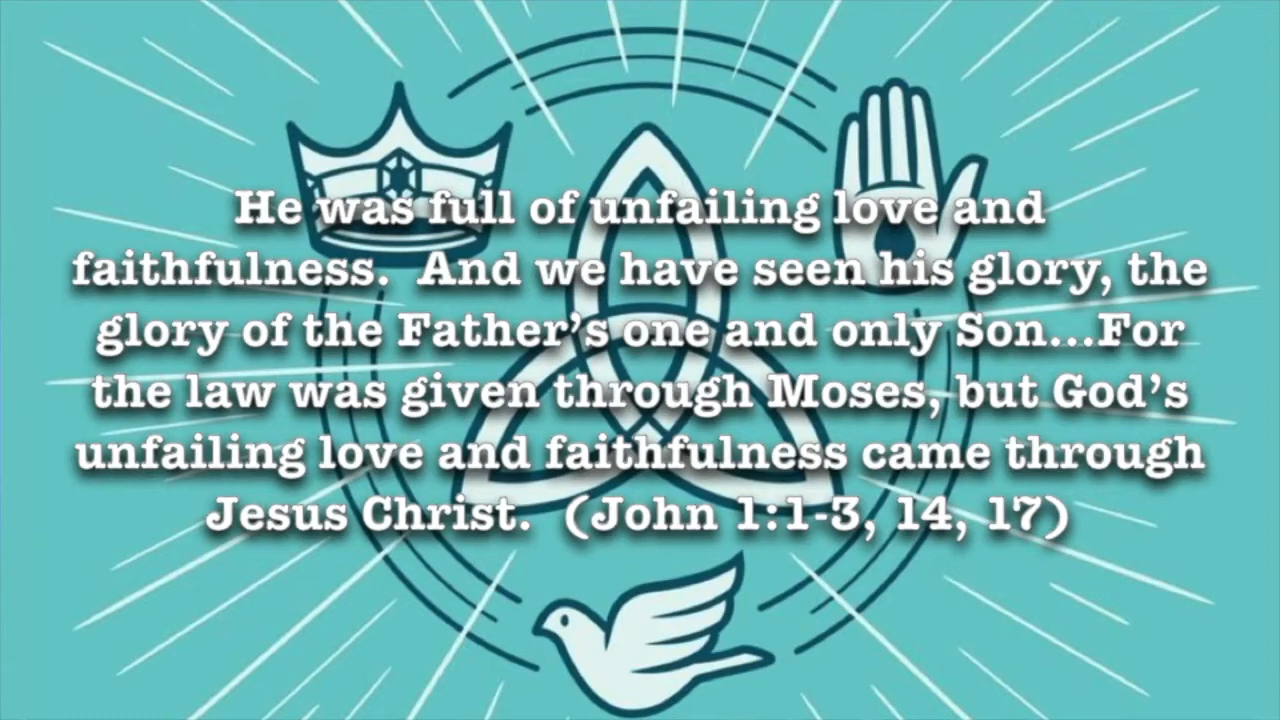 He was full of unfailing love and
faithfulness.  And we have seen his glory, the
glory of the Father’s one and only Son...For
the law was given through Moses, but God’s
unfailing love and faithfulness came through
Jesus Christ.  (John 1:1-3, 14, 17)